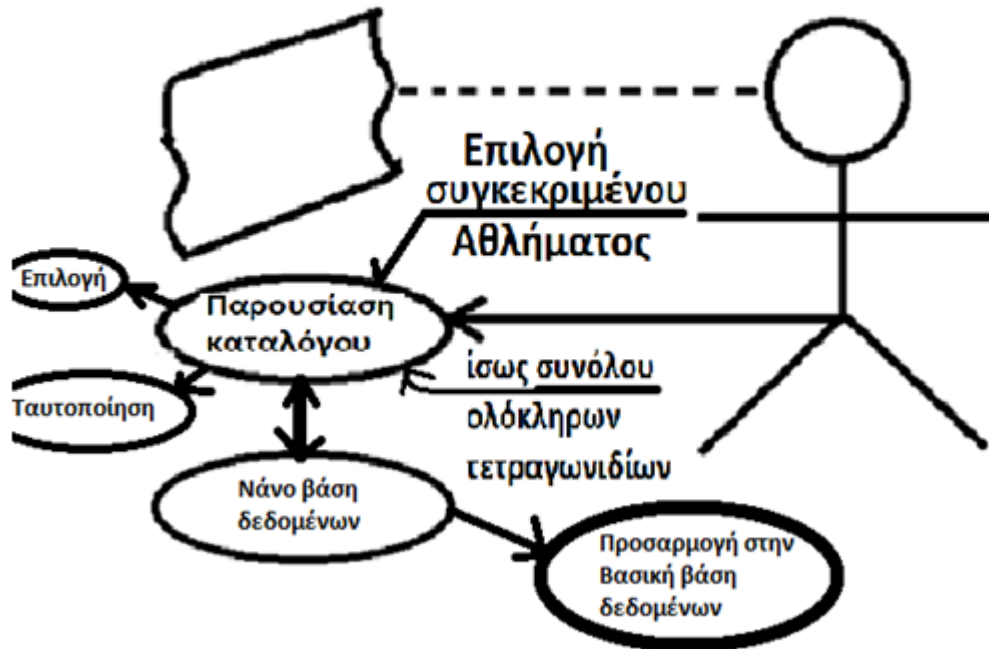 Επιλογή
συγκεκριμένου
Αθλήματος
Επιλογή
Παρουσίαση
καταλόγου
ίσως συνόλου
ολόκληρων
τετραγωνιδίων
Ταυτοποίηση
Νάνο βάση
δεδομένων
Προσαρμογή στην
Βασική βάση
δεδομένων